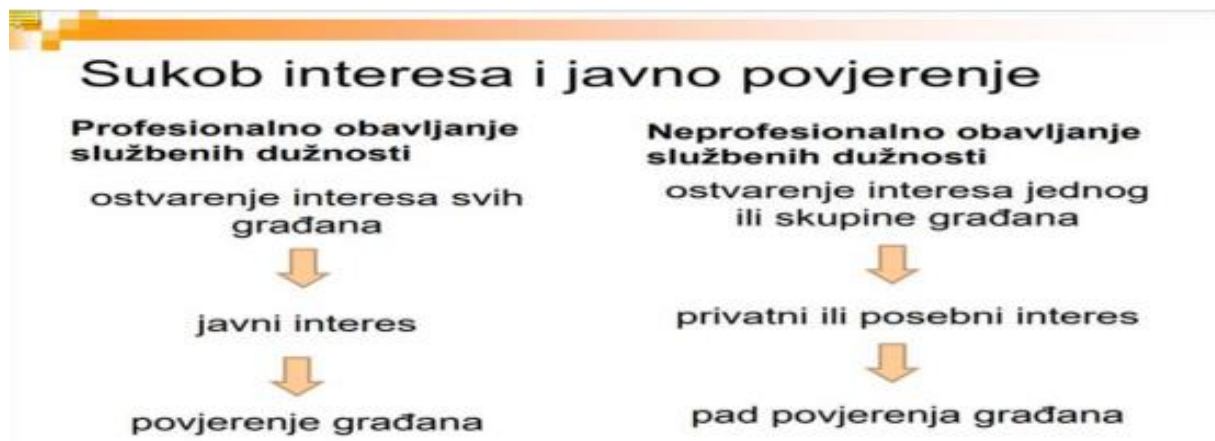 Sukob interesa i javno povjerenje
Profesionalno obavljanje
službenih dužnosti
ostvarenje interesa svih
građana
javni interes
povjerenje građana
Neprofesionalno obavljanje
službenih dužnosti
ostvarenje interesa jednog
ili skupine građana
privatni ili posebni interes
pad povjerenja građana